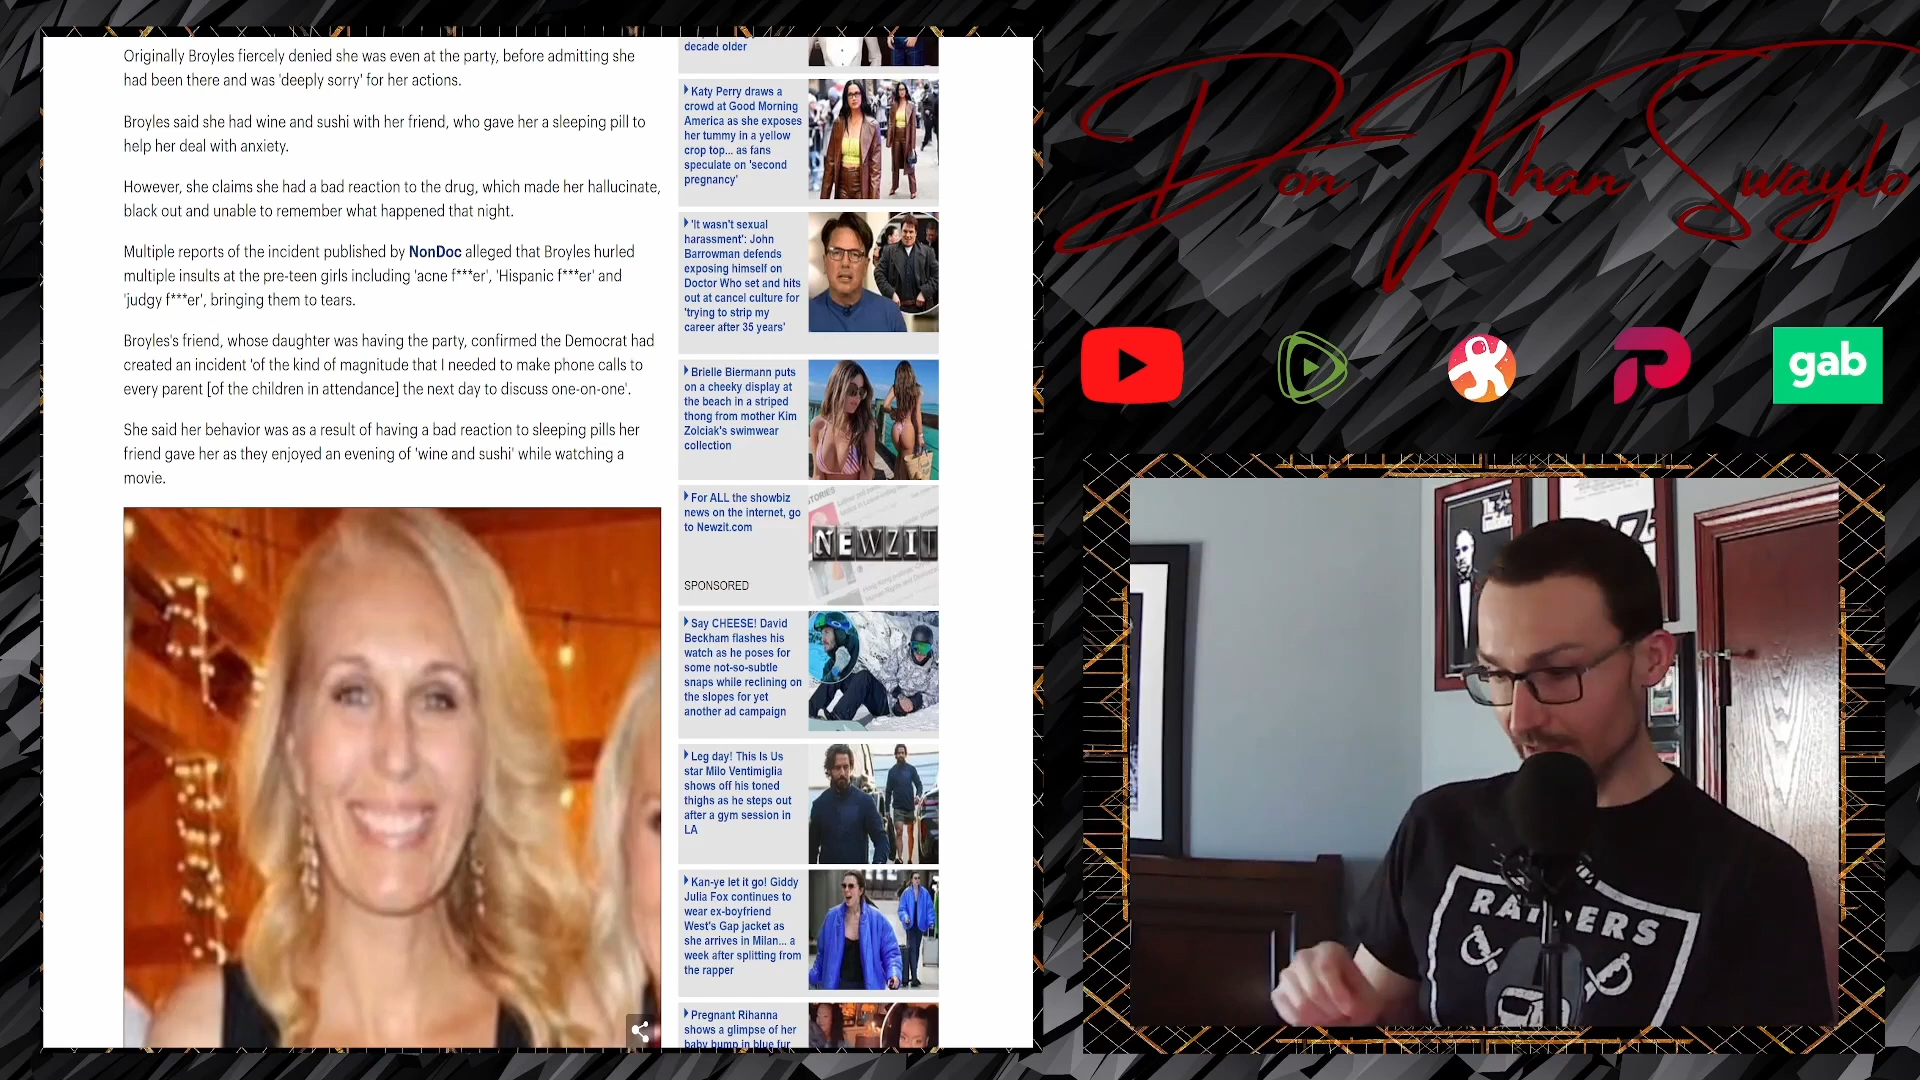 Originally Broyles fiercely denied she was even at the party, before admitting she
had been there and was 'deeply sorry' for her actions.
Broyles said she had wine and sushi with her friend, who gave her a sleeping pill to
help her deal with anxiety.
However, she claims she had a bad reaction to the drug, which made her hallucinate,
black out and unable to remember what happened that night.
Multiple reports of the incident published by NonDoc alleged that Broyles hurled
multiple insults at the pre-teen girls including 'acne f***er', 'Hispanic f***er' and
'judgy f***er', bringing them to tears.
Broyles's friend, whose daughter was having the party, confirmed the Democrat had
created an incident 'of the kind of magnitude that I needed to make phone calls to
every parent [of the children in attendance] the next day to discuss one-on-one'.
She said her behavior was as a result of having a bad reaction to sleeping pills her
friend gave her as they enjoyed an evening of 'wine and sushi' while watching a
movie.
decade older
Katy Perry draws a
crowd at Good Morning
America as she exposes
her tummy in a yellow
crop top... as fans
speculate on 'second
pregnancy'
'It wasn't sexual
harassment': John
Barrowman defends
exposing himself on
Doctor Who set and hits
out at cancel culture for
'trying to strip my
career after 35 years'
Brielle Biermann puts
on a cheeky display at
the beach in a striped
thong from mother Kim
Zolciak's swimwear
collection
For ALL the showbiz
news on the internet, go
to Newzit.com
SPONSORED
NEWZIT
Say CHEESE! David
Beckham flashes his
watch as he poses for
some not-so-subtle
snaps while reclining on
the slopes for yet
another ad campaign
Leg day! This Is Us
star Milo Ventimiglia
shows off his toned
thighs as he steps out
after a gym session in
LA
Kan-ye let it go! Giddy
Julia Fox continues to
wear ex-boyfriend
West's Gap jacket as
she arrives in Milan... a
week after splitting from
the rapper
Pregnant Rihanna
shows a glimpse of her
baby bump in blue fur
Don Khan Swaylo
gab
RAIDERS